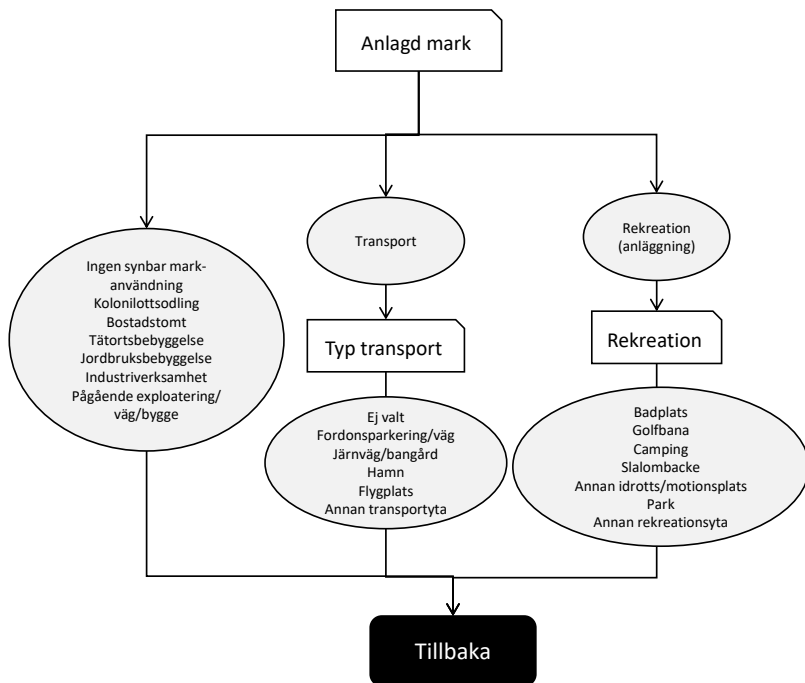 Anlagd mark
Ingen synbar mark-
användning
Kolonilottsodling
Bostadstomt
Tätortsbebyggelse
Jordbruksbebyggelse
Industriverksamhet
Pågående exploatering/
väg/bygge
Transport
Typ transport
Ej valt
Fordonsparkering/väg
Järnväg/bangård
Hamn
Flygplats
Annan transportyta
Rekreation
(anläggning)
Rekreation
Badplats
Golfbana
Camping
Slalombacke
Annan idrotts/motionsplats
Park
Annan rekreationsyta
Tillbaka